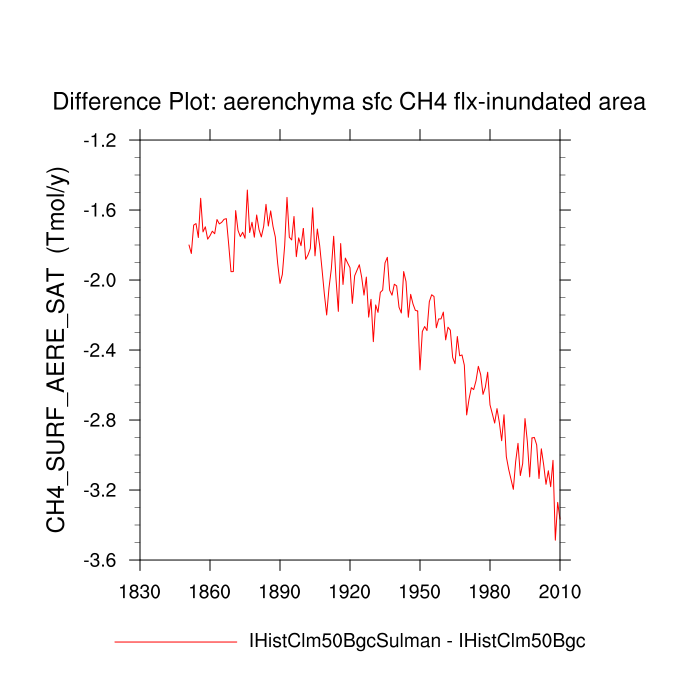 Difference Plot: aerenchyma sfc CH4 flx-inundated area
CH4_SURF_AERE_SAT (Tmol/y)
-1.2
-1.6
-2.0
-2.4
-2.8
-3.2
-3.6
1830 1860 1890 1920 1950 1980 2010
IHistClm50BgcSulman - IHistClm50Bgc